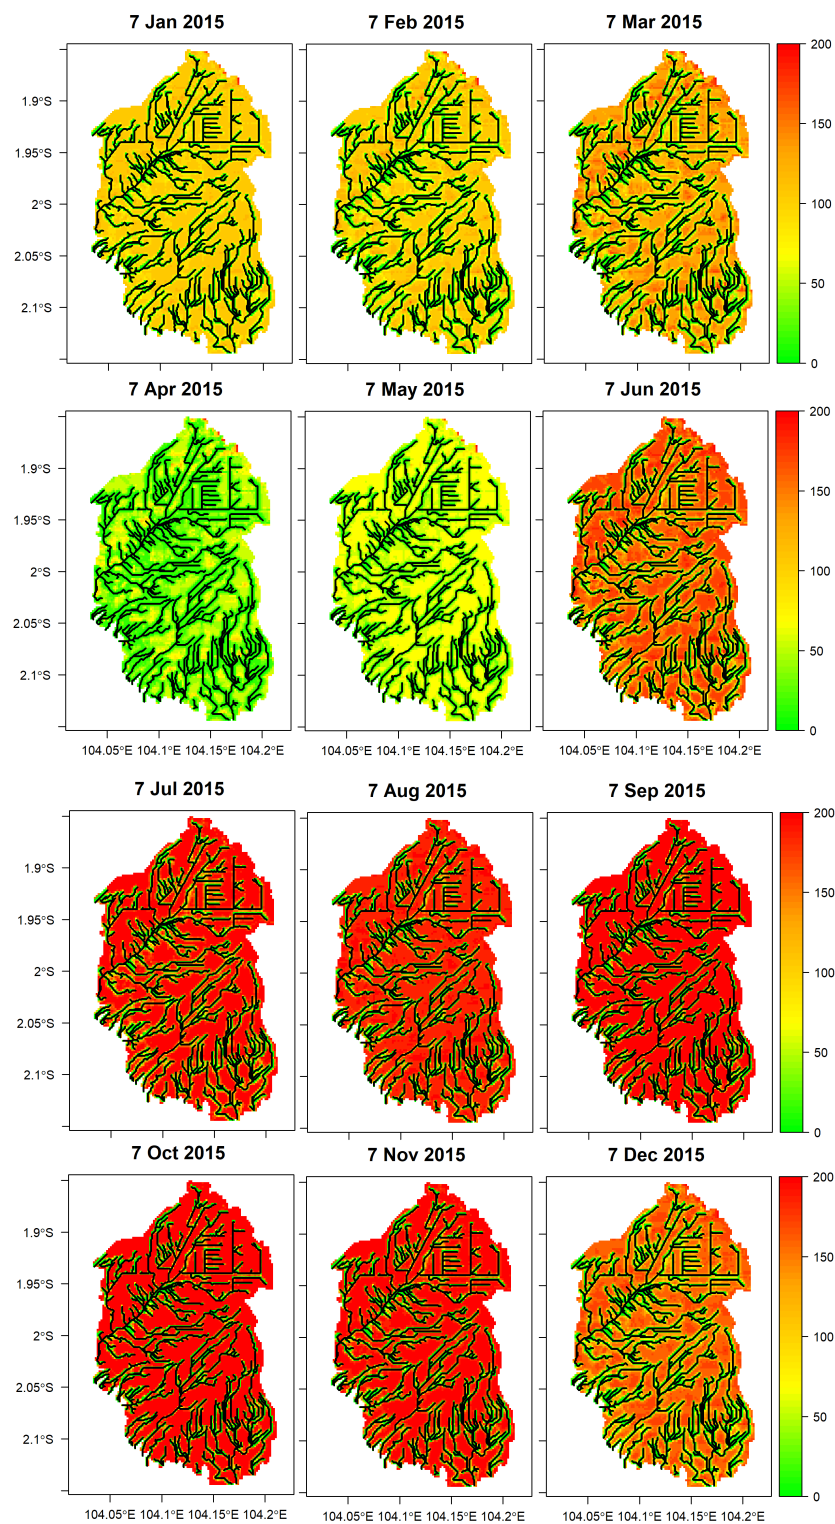 7 Jan 2015 7 Feb 2015 7 Mar 2015
200
1.9°S
150
1.95°S
2°S 100
2.05°S
50
2.1°S
0
7 Apr 2015 7 May 2015 7 Jun 2015
200
1.9°S
150
1.95°S
2°S 100
2.05°S
50
2.1°S
0
104.05°E 104.1°E 104.15°E 104.2°E 104.05°E 104.1°E 104.15°E 104.2°E 104.05°E 104.1°E 104.15°E 104.2°E
7 Jul 2015 7 Aug 2015 7 Sep 2015
200
1.9°S
150
1.95°S
2°S 100
2.05°S
50
2.1°S
0
7 Oct 2015 7 Nov 2015 7 Dec 2015
200
1.9°S
150
1.95°S
2°S 100
2.05°S
50
2.1°S
0
104.05°E 104.1°E 104.15°E 104.2°E 104.05°E 104.1°E 104.15°E 104.2°E 104.05°E 104.1°E 104.15°E 104.2°E